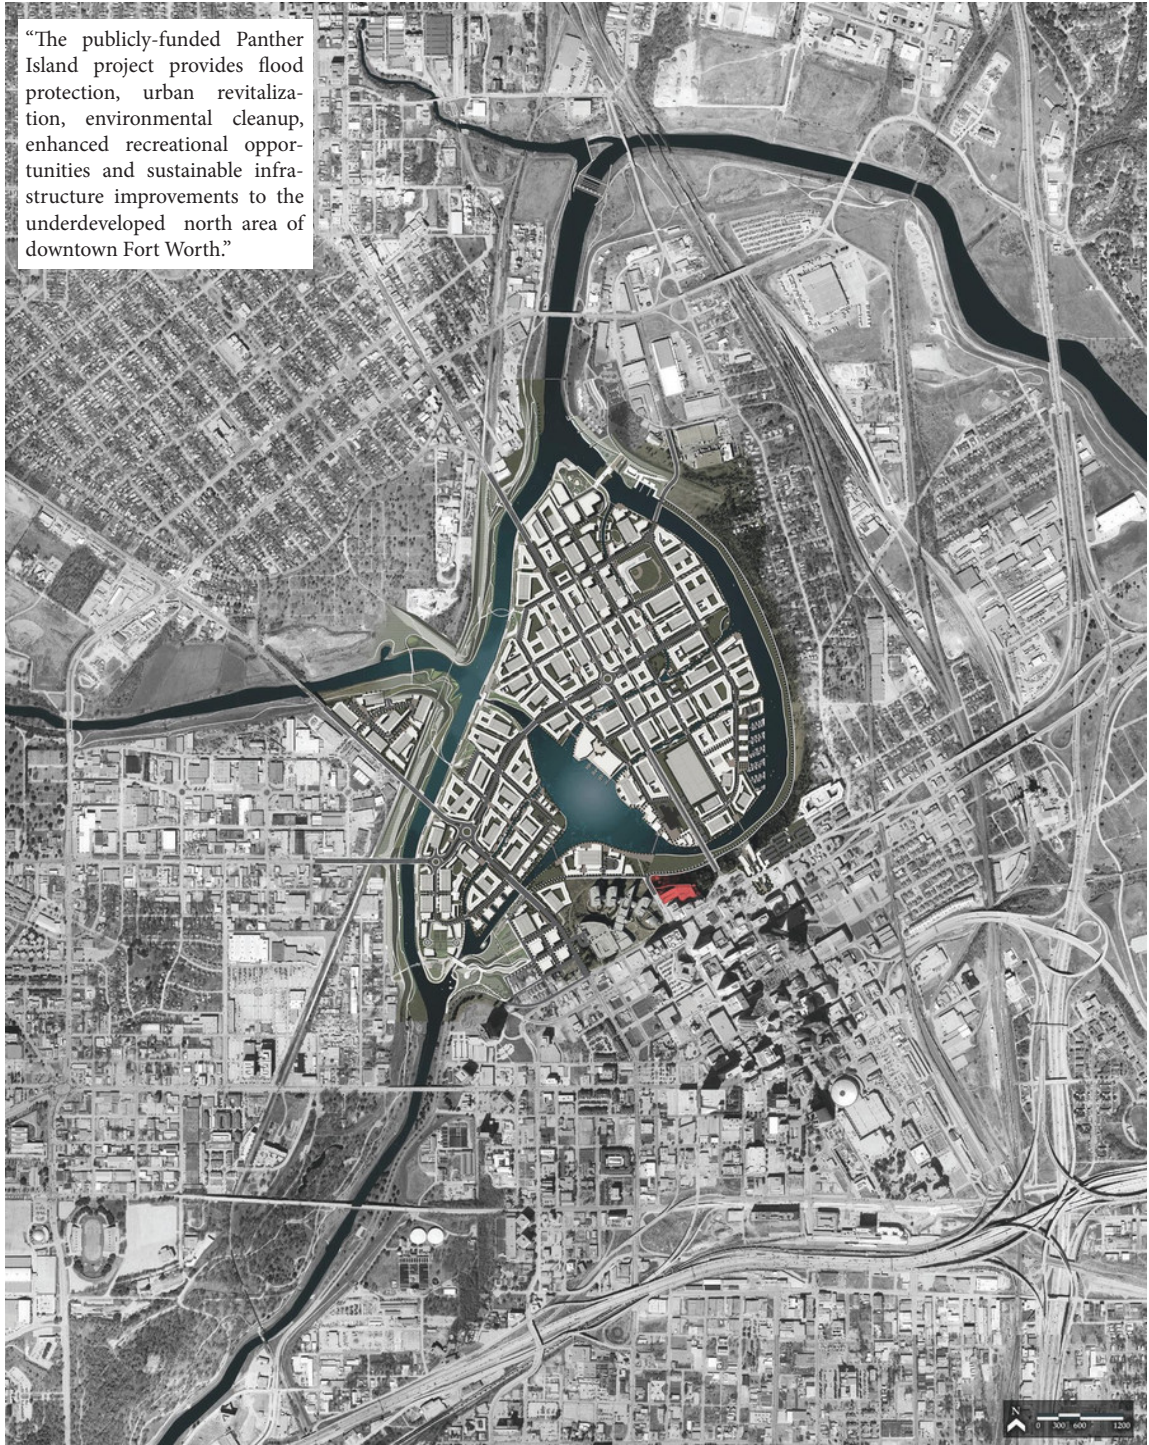 “The publicly-funded Panther
Island project provides flood
protection, urban revitaliza-
tion, environmental cleanup,
enhanced recreational oppor-
tunities and sustainable infra-
structure improvements to the
underdeveloped north area of
downtown Fort Worth.”
N
0 300 600 1200